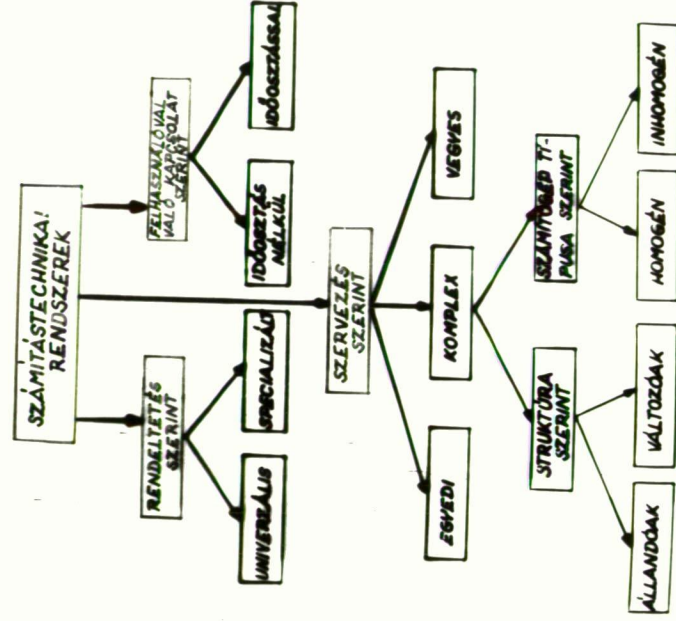 SZÁMÍTÁSTECHNIKAI
RENDSZEREK
RENDELTETÉS
SZERINT
FELHASZNÁLÓVAL
VALÓ KAPCSOLAT
SZERINT
UNIVERZÁLIS
SPECIALIZÁLT
IDŐOSZTÁS
NÉLKÜL
IDŐOSZTÁSSAL
SZERVEZÉS
SZERINT
EGYEDI
KOMPLEX
VEGYES
STRUKTÚRA
SZERINT
SZÁMÍTÓGÉP TÍ-
PUSA SZERINT
ÁLLANDÓAK
VÁLTOZÓAK
HOMOGÉN
INHOMOGÉN